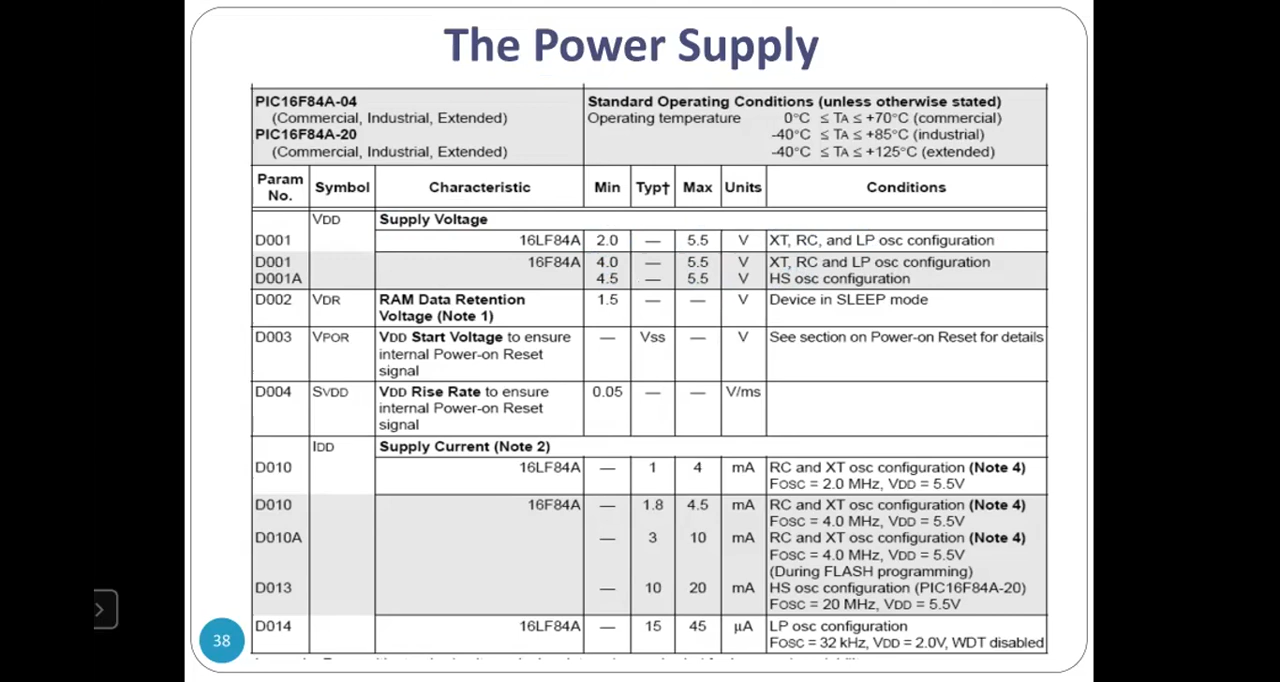 The Power Supply
PIC16F84A-04
(Commercial, Industrial, Extended)
PIC16F84A-20
(Commercial, Industrial, Extended)
Standard Operating Conditions (unless otherwise stated)
Operating temperature 0°C ≤ TA ≤ +70°C (commercial)
-40°C ≤ TA ≤ +85°C (industrial)
-40°C ≤ TA ≤ +125°C (extended)
Param No. Symbol Characteristic Min Typ† Max Units Conditions
VDD Supply Voltage
D001 16LF84A 2.0 — 5.5 V XT, RC, and LP osc configuration
D001 16F84A 4.0 — 5.5 V XT, RC and LP osc configuration
D001A 4.5 — 5.5 V HS osc configuration
D002 VDR RAM Data Retention 1.5 — — V Device in SLEEP mode
Voltage (Note 1)
D003 VPOR VDD Start Voltage to ensure — Vss — V See section on Power-on Reset for details
internal Power-on Reset
signal
D004 SVDD VDD Rise Rate to ensure 0.05 — — V/ms
internal Power-on Reset
signal
IDD Supply Current (Note 2)
D010 16LF84A — 1 4 mA RC and XT osc configuration (Note 4)
FOSC = 2.0 MHz, VDD = 5.5V
D010 16F84A — 1.8 4.5 mA RC and XT osc configuration (Note 4)
FOSC = 4.0 MHz, VDD = 5.5V
D010A — 3 10 mA RC and XT osc configuration (Note 4)
FOSC = 4.0 MHz, VDD = 5.5V
(During FLASH programming)
D013 — 10 20 mA HS osc configuration (PIC16F84A-20)
FOSC = 20 MHz, VDD = 5.5V
D014 16LF84A — 15 45 μA LP osc configuration
FOSC = 32 kHz, VDD = 2.0V, WDT disabled
38